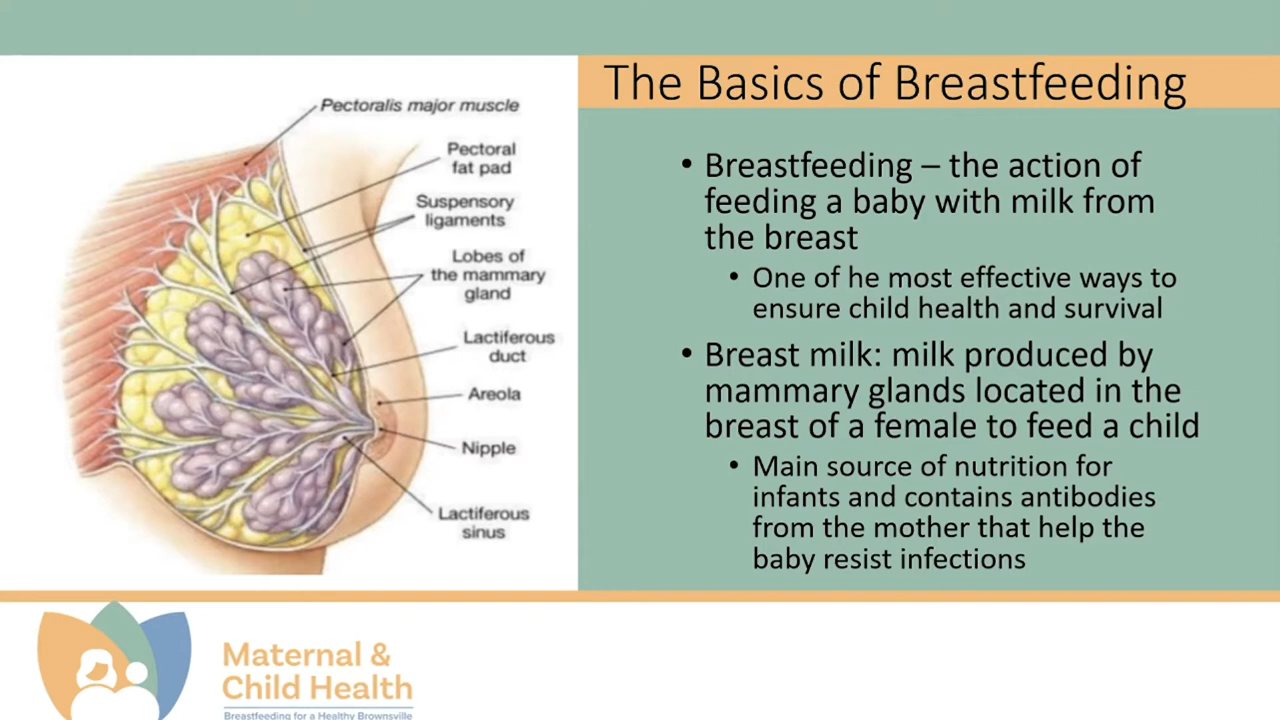 The Basics of Breastfeeding
Pectoralis major muscle
Pectoral
fat pad
Suspensory
ligaments
Lobes of
the mammary
gland
Lactiferous
duct
Areola
Nipple
Lactiferous
sinus
• Breastfeeding – the action of
feeding a baby with milk from
the breast
• One of he most effective ways to
ensure child health and survival
• Breast milk: milk produced by
mammary glands located in the
breast of a female to feed a child
• Main source of nutrition for
infants and contains antibodies
from the mother that help the
baby resist infections
Maternal &
Child Health
Breastfeeding for a Healthy Brownsville